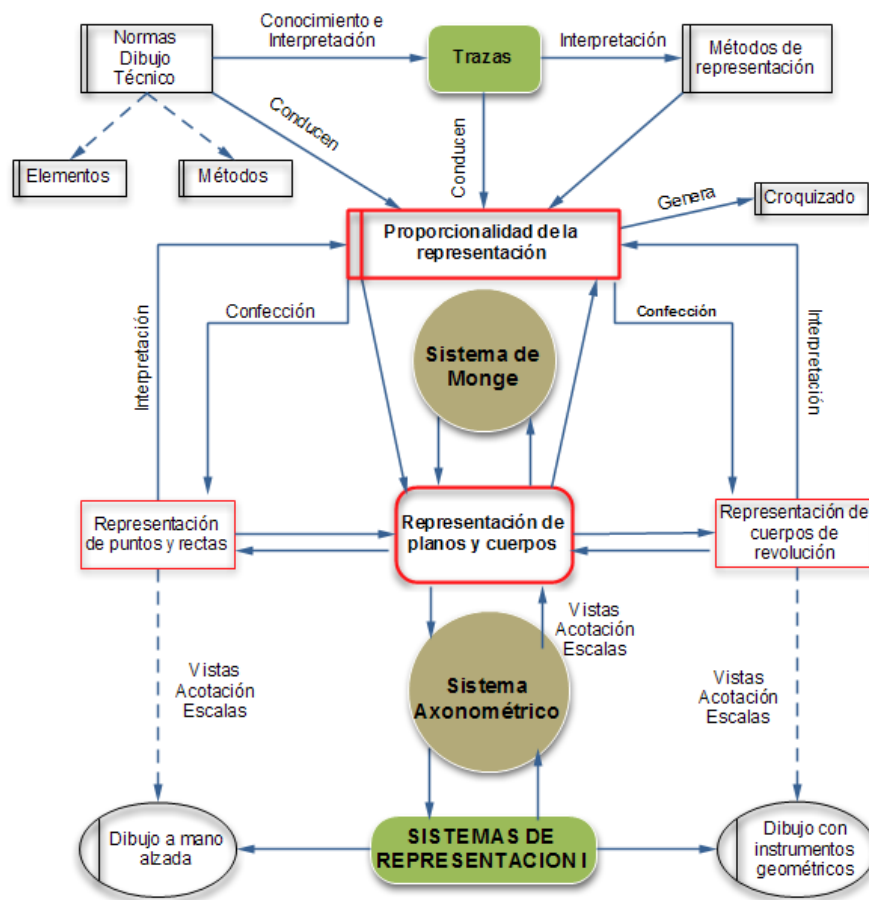 Conocimiento e
Interpretación
Normas
Dibujo
Técnico
Trazas
Interpretación
Métodos de
representación
Conducen
Conducen
Elementos
Métodos
Genera
Croquizado
Proporcionalidad de la
representación
Interpretación
Confección
Confección
Interpretación
Sistema de
Monge
Representación
de puntos y rectas
Representación de
planos y cuerpos
Representación de
cuerpos de
revolución
Vistas
Acotación
Escalas
Vistas
Acotación
Escalas
Vistas
Acotación
Escalas
Sistema
Axonométrico
Dibujo a mano
alzada
SISTEMAS DE
REPRESENTACION I
Dibujo con
instrumentos
geométricos